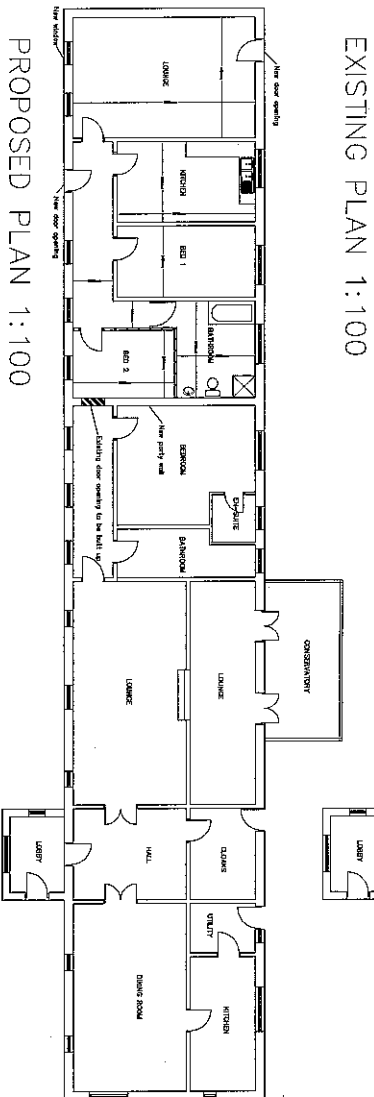 EXISTING PLAN 1:100
LOBBY
New door opening
New window
LOUNGE
KITCHEN
BED 1
BATHROOM
BED 2
New door opening
New party wall
Existing door opening to be built up
BEDROOM
EN-SUITE
BATHROOM
LOUNGE
LOUNGE
CONSERVATORY
CLOAKS
HALL
LOBBY
UTILITY
KITCHEN
DINING ROOM
PROPOSED PLAN 1:100